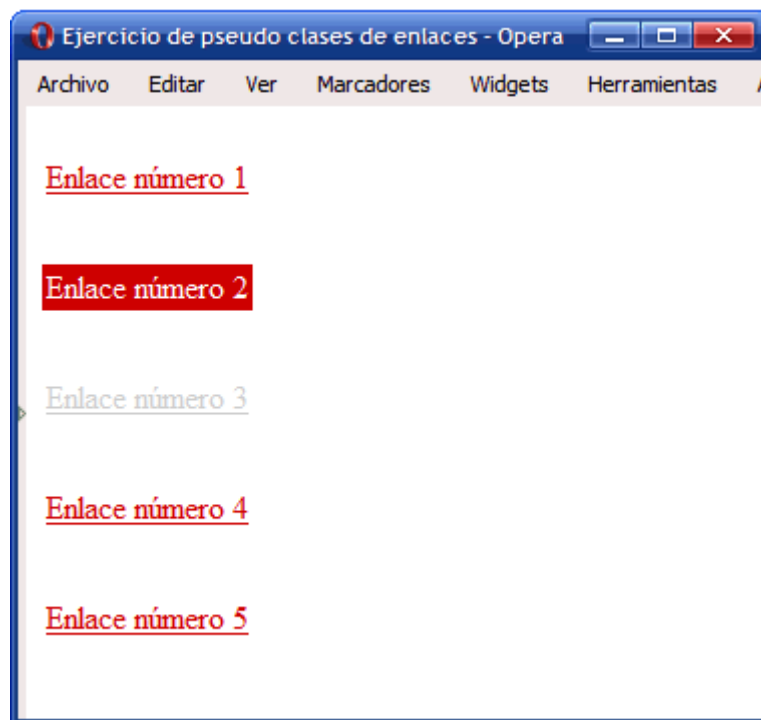 Ejercicio de pseudo clases de enlaces - Opera
Archivo Editar Ver Marcadores Widgets Herramientas
Enlace número 1
Enlace número 2
Enlace número 3
Enlace número 4
Enlace número 5